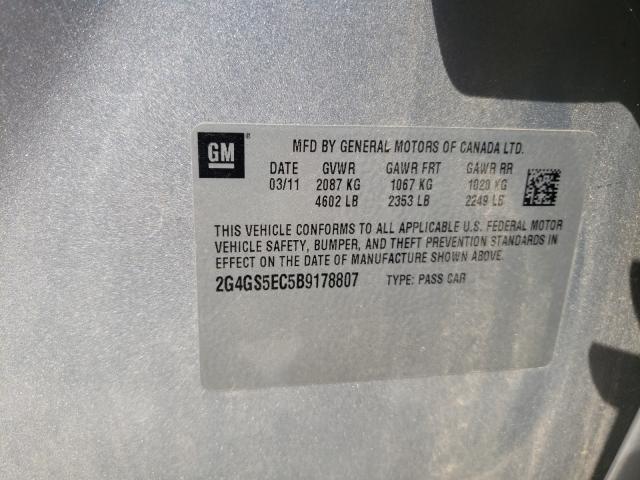 GM ®
MFD BY GENERAL MOTORS OF CANADA LTD.
DATE GVWR GAWR FRT GAWR RR
03/11 2087 KG 1067 KG 1020 KG
4602 LB 2353 LB 2249 LB
THIS VEHICLE CONFORMS TO ALL APPLICABLE U.S. FEDERAL MOTOR
VEHICLE SAFETY, BUMPER, AND THEFT PREVENTION STANDARDS IN
EFFECT ON THE DATE OF MANUFACTURE SHOWN ABOVE.
2G4GS5EC5B9178807 TYPE: PASS CAR